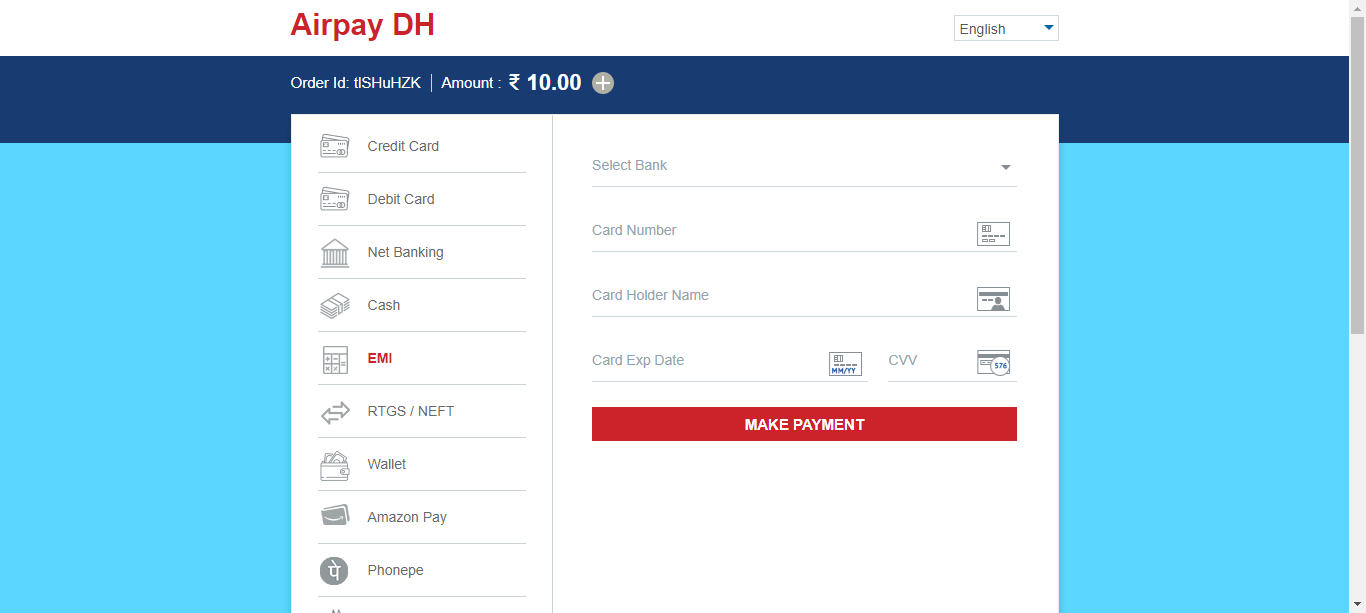 Airpay DH
English
Order Id: tlSHuHZK | Amount : ₹ 10.00
Credit Card
Debit Card
Net Banking
Cash
EMI
RTGS / NEFT
Wallet
Amazon Pay
Phonepe
Select Bank
Card Number
Card Holder Name
Card Exp Date
MM/YY
CVV
576
MAKE PAYMENT